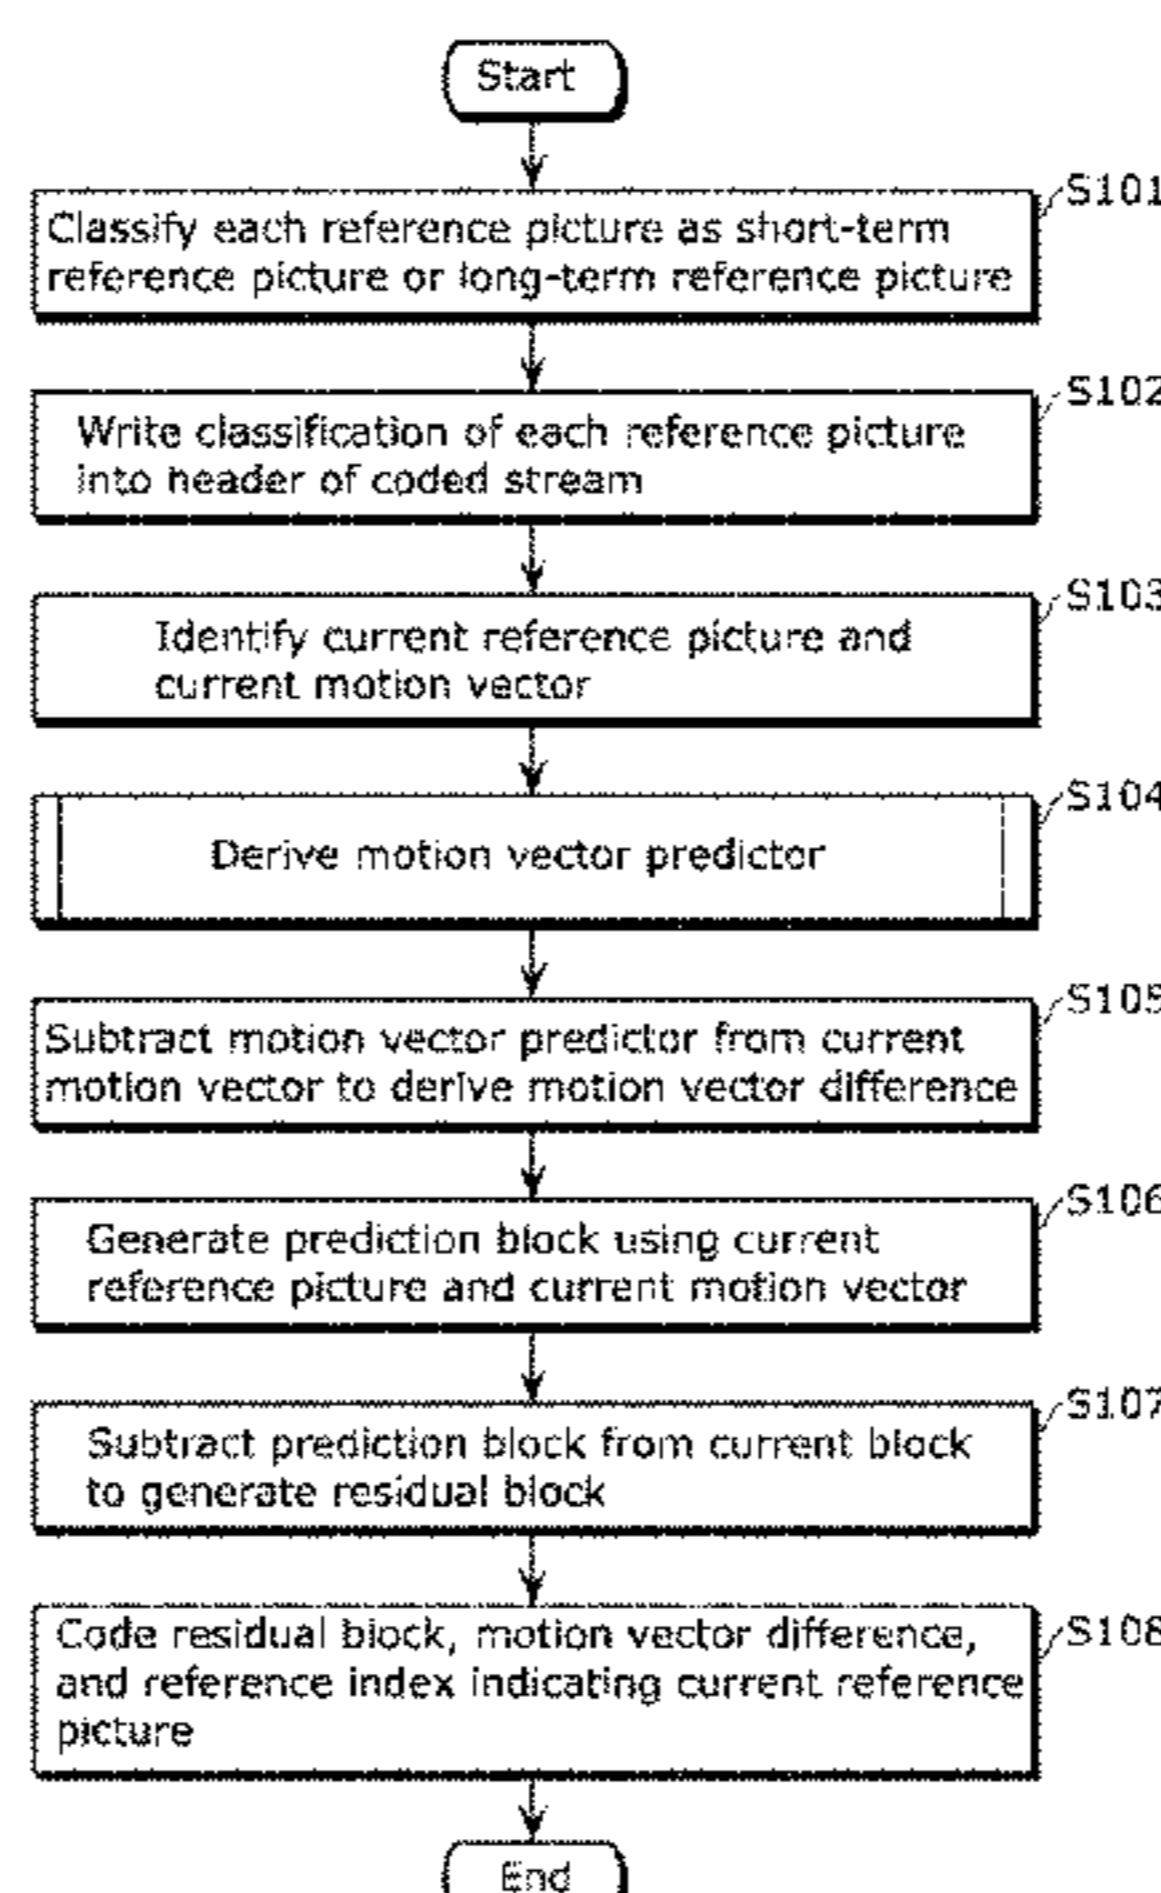 Start
S101
Classify each reference picture as short-term
reference picture or long-term reference picture
S102
Write classification of each reference picture
into header of coded stream
S103
Identify current reference picture and
current motion vector
S104
Derive motion vector predictor
S105
Subtract motion vector predictor from current
motion vector to derive motion vector difference
S106
Generate prediction block using current
reference picture and current motion vector
S107
Subtract prediction block from current block
to generate residual block
S108
Code residual block, motion vector difference,
and reference index indicating current reference
picture
End